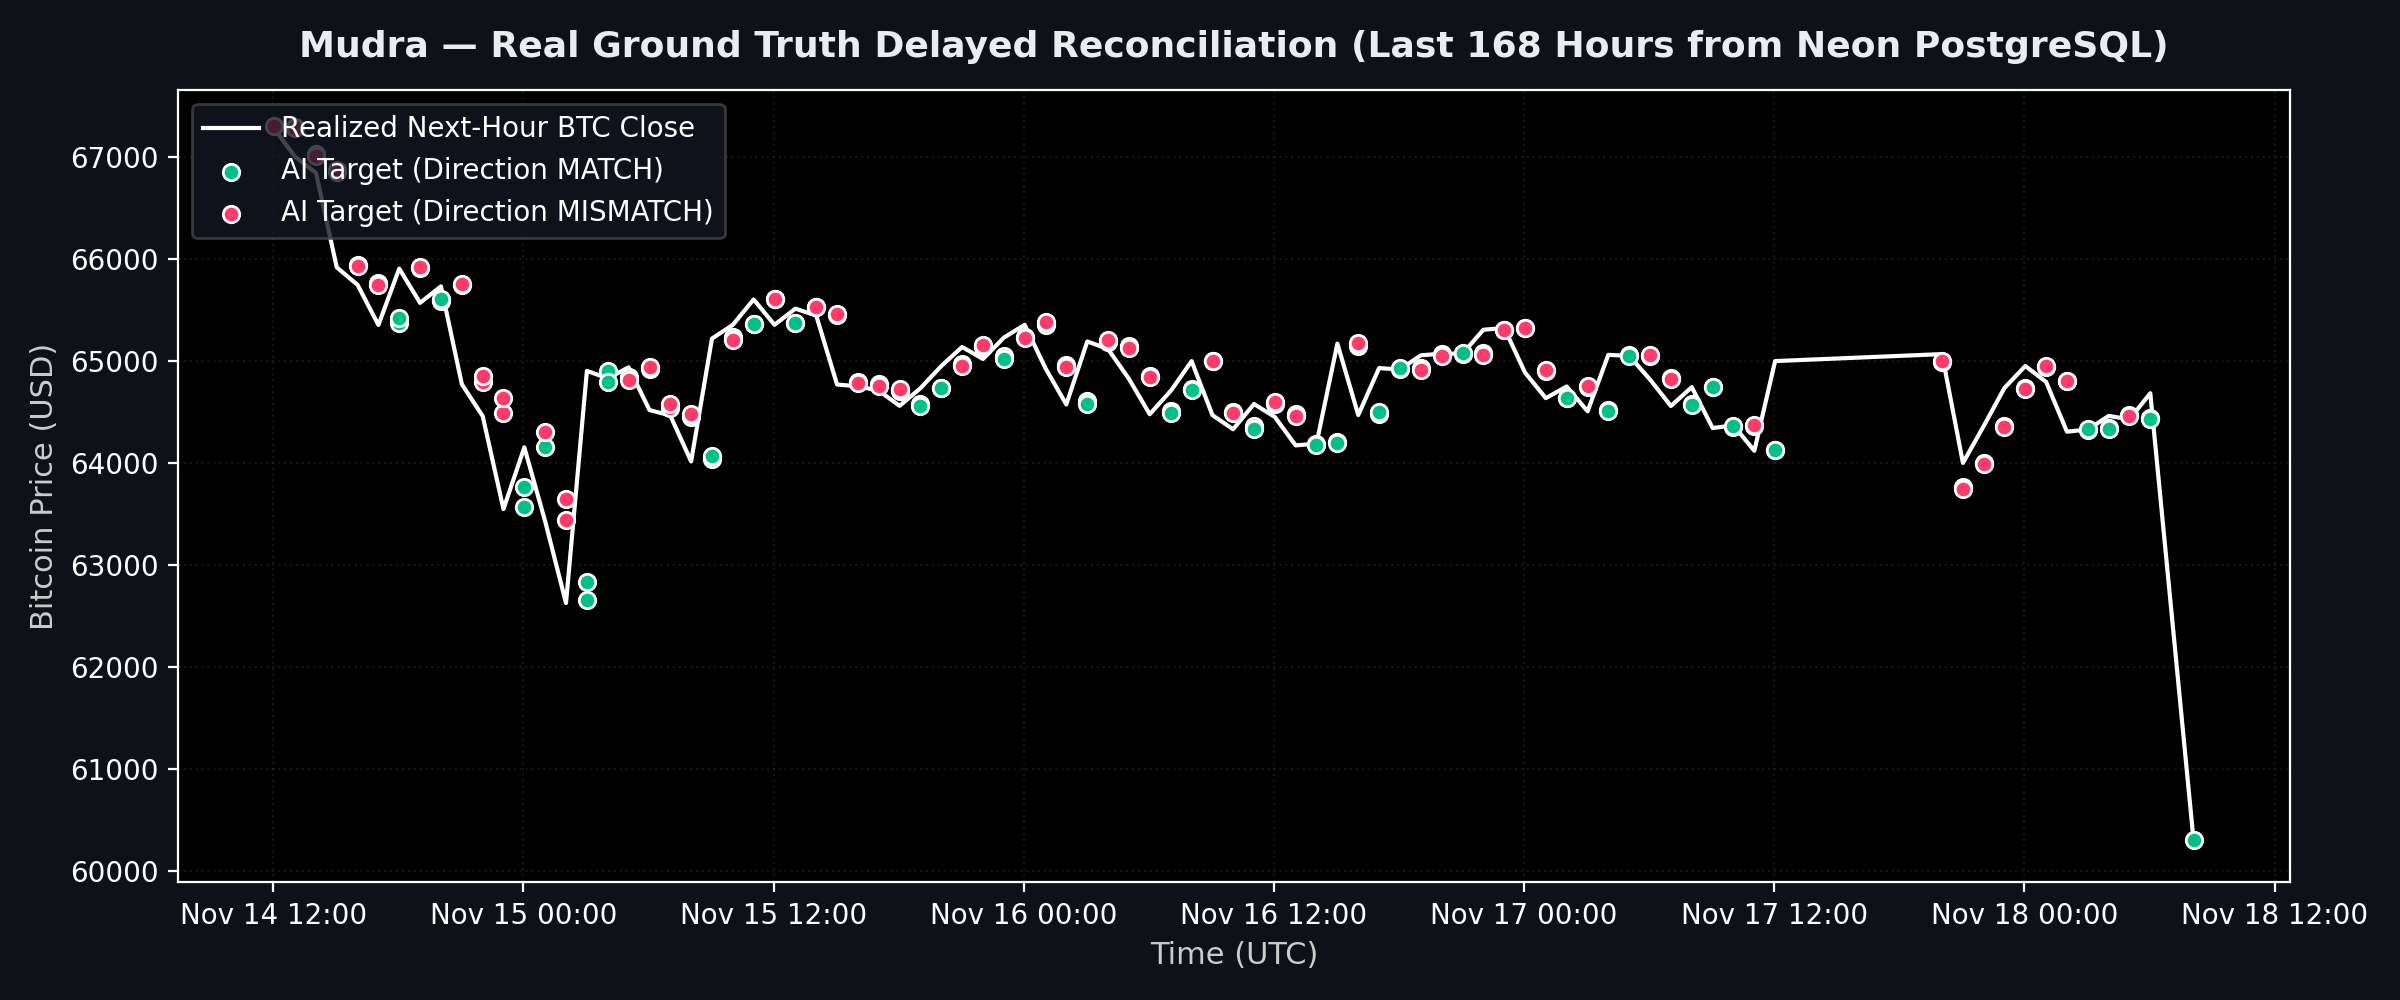 Mudra — Real Ground Truth Delayed Reconciliation (Last 168 Hours from Neon PostgreSQL)
Realized Next-Hour BTC Close
AI Target (Direction MATCH)
AI Target (Direction MISMATCH)
Bitcoin Price (USD)
67000
66000
65000
64000
63000
62000
61000
60000
Nov 14 12:00
Nov 15 00:00
Nov 15 12:00
Nov 16 00:00
Nov 16 12:00
Nov 17 00:00
Nov 17 12:00
Nov 18 00:00
Nov 18 12:00
Time (UTC)